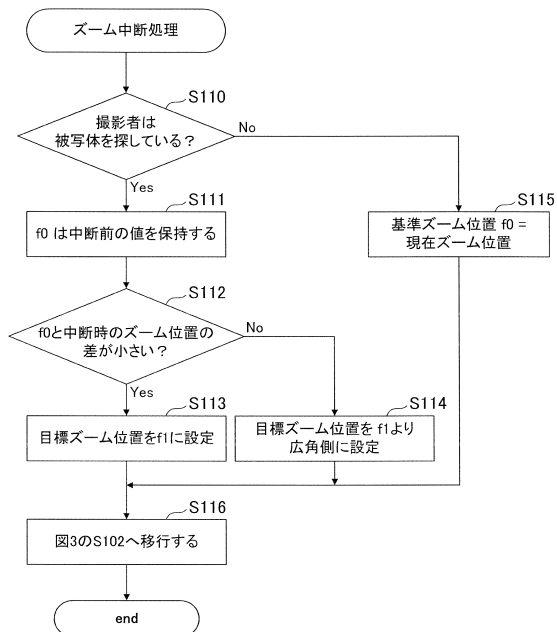 ズーム中断処理
S110
撮影者は
被写体を探している？
No
Yes
S111
f0 は中断前の値を保持する
S115
基準ズーム位置 f0 =
現在ズーム位置
S112
f0と中断時のズーム位置の
差が小さい？
No
Yes
S113
目標ズーム位置をf1に設定
S114
目標ズーム位置を f1より
広角側に設定
S116
図3のS102へ移行する
end